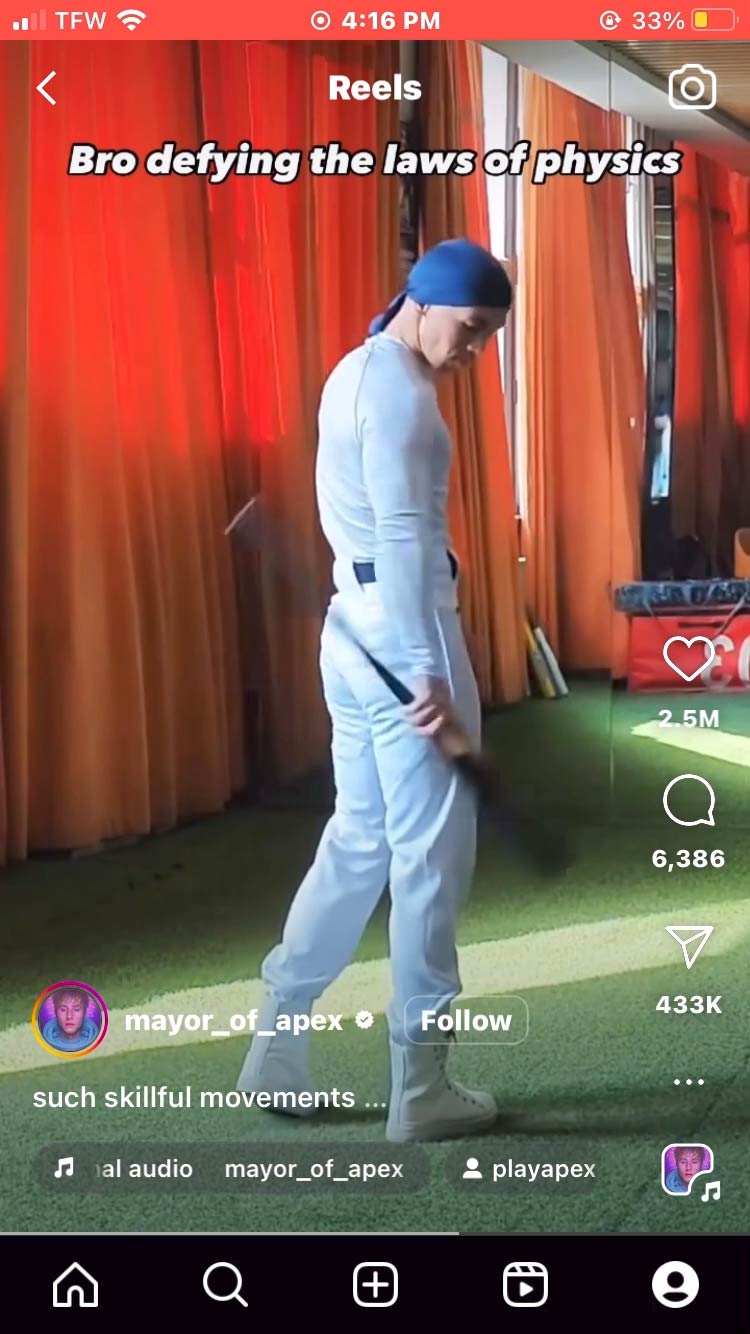 TFW 4:16 PM 33%
Reels
Bro defying the laws of physics
2.5M
6,386
433K
mayor_of_apex Follow
such skillful movements ...
al audio mayor_of_apex playapex